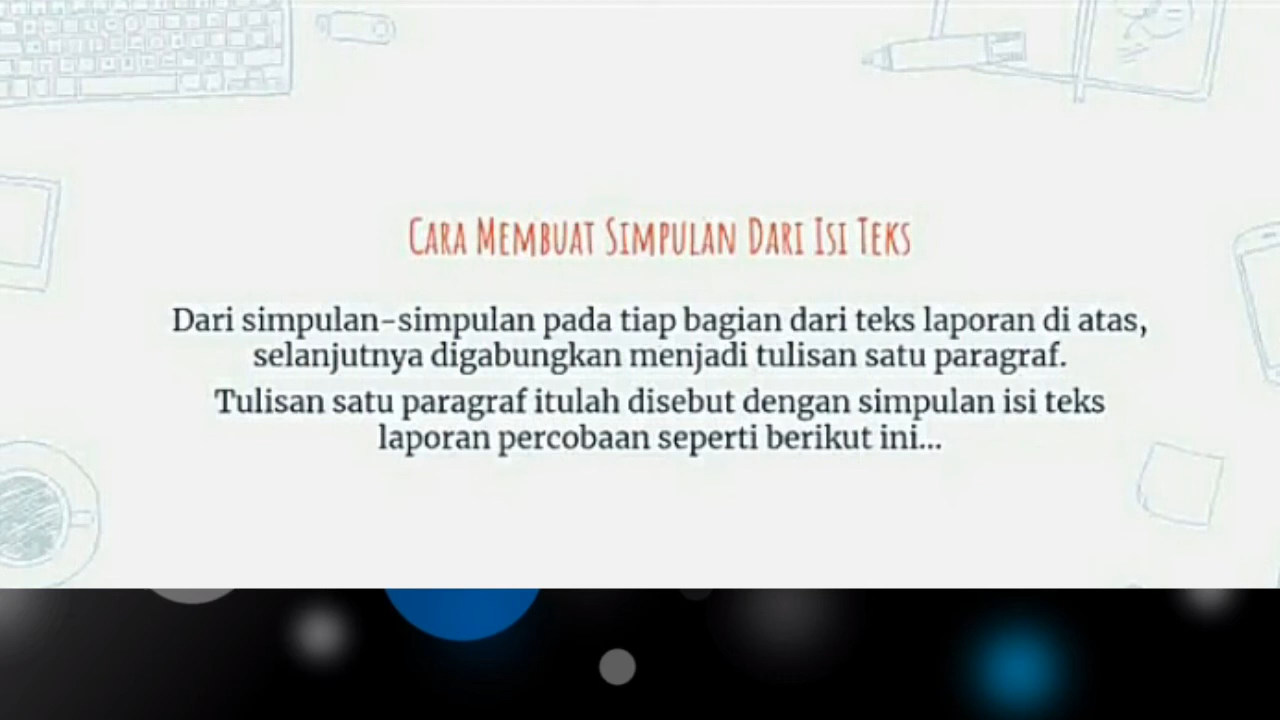 Cara Membuat Simpulan Dari Isi Teks
Dari simpulan-simpulan pada tiap bagian dari teks laporan di atas,
selanjutnya digabungkan menjadi tulisan satu paragraf.
Tulisan satu paragraf itulah disebut dengan simpulan isi teks
laporan percobaan seperti berikut ini...